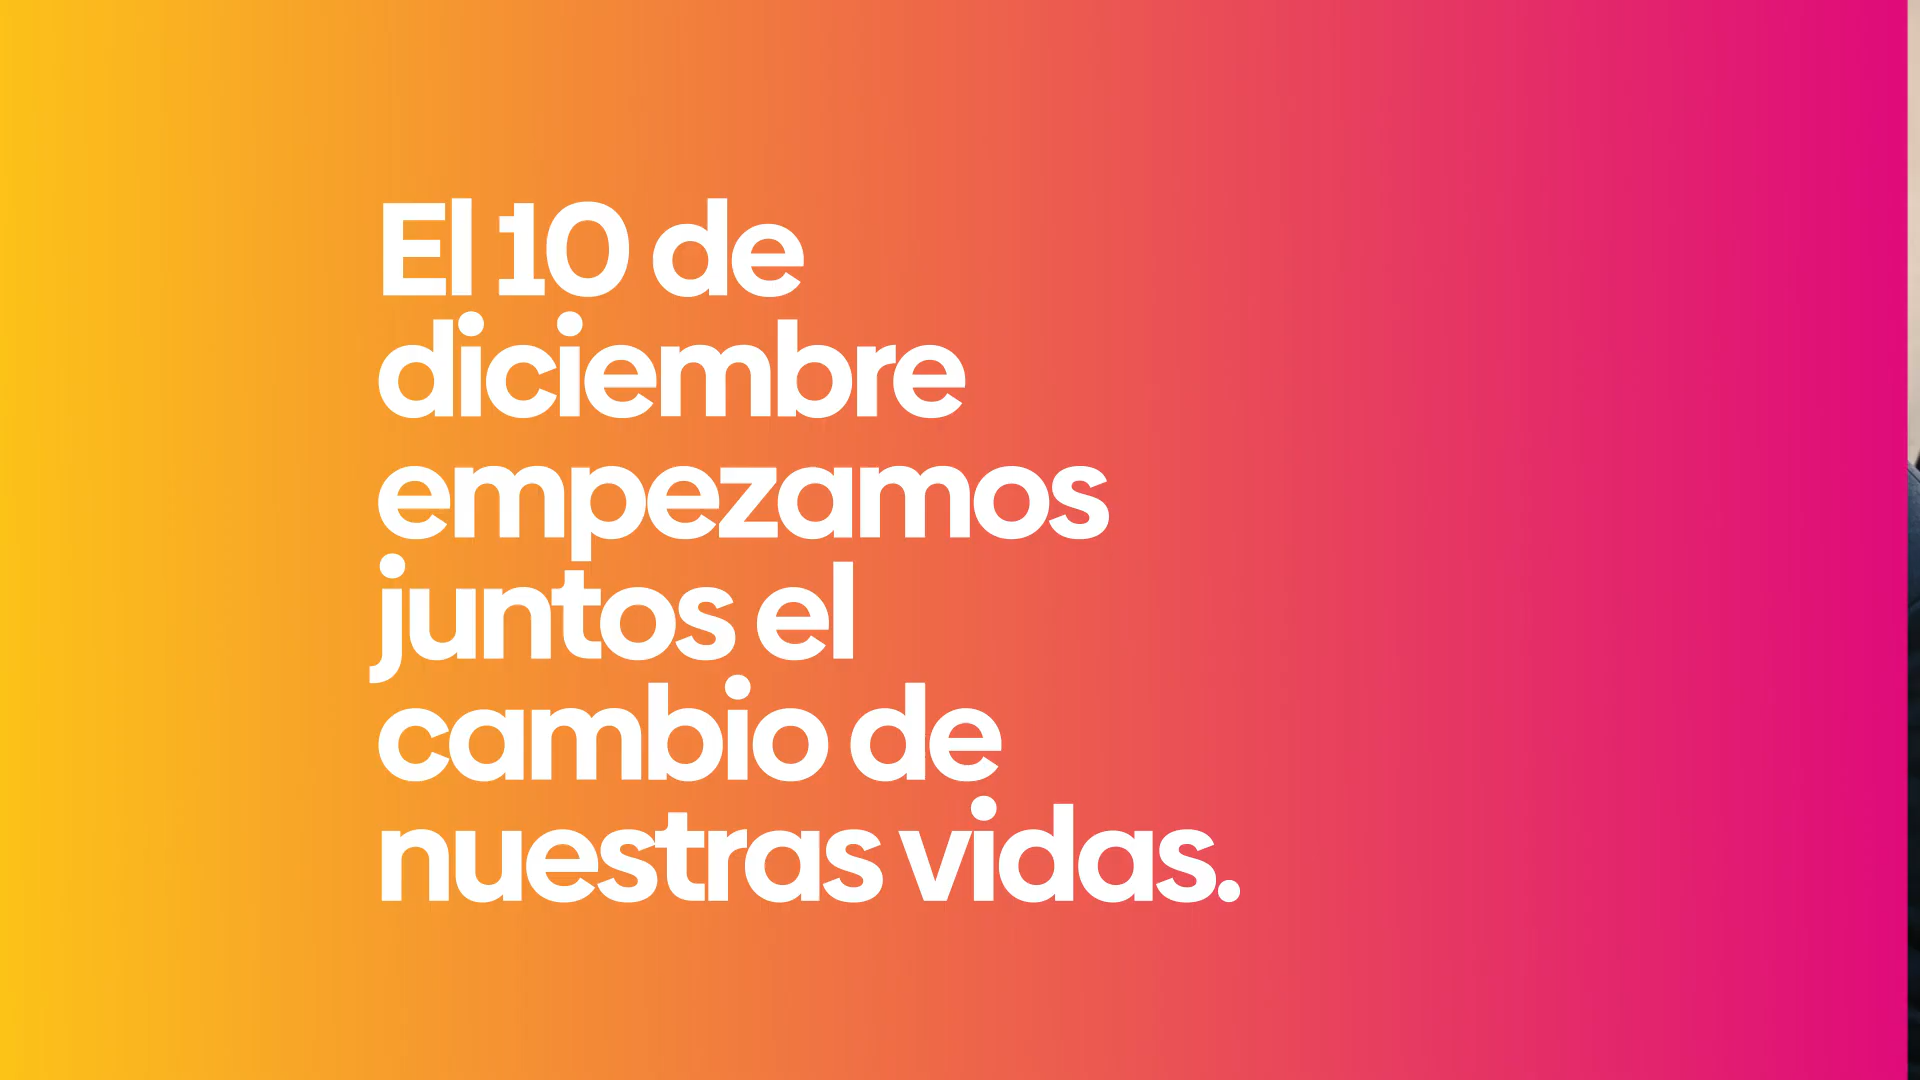 El 10 de
diciembre
empezamos
juntos el
cambio de
nuestras vidas.